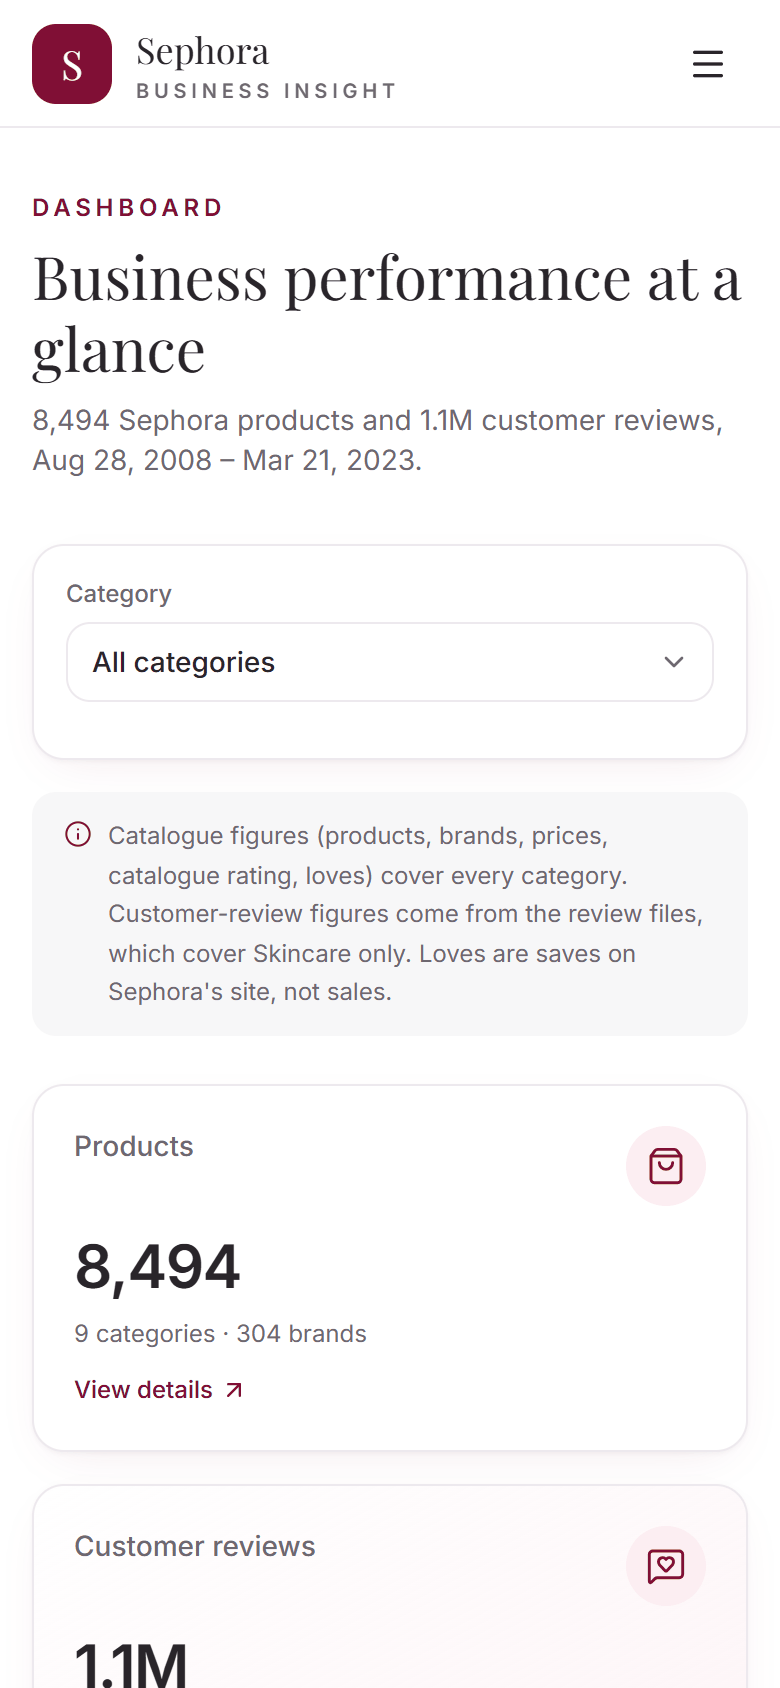 S
Sephora
BUSINESS INSIGHT
DASHBOARD
Business performance at a
glance
8,494 Sephora products and 1.1M customer reviews,
Aug 28, 2008 – Mar 21, 2023.
Category
All categories
Catalogue figures (products, brands, prices,
catalogue rating, loves) cover every category.
Customer-review figures come from the review files,
which cover Skincare only. Loves are saves on
Sephora's site, not sales.
Products
8,494
9 categories · 304 brands
View details
Customer reviews
1.1M